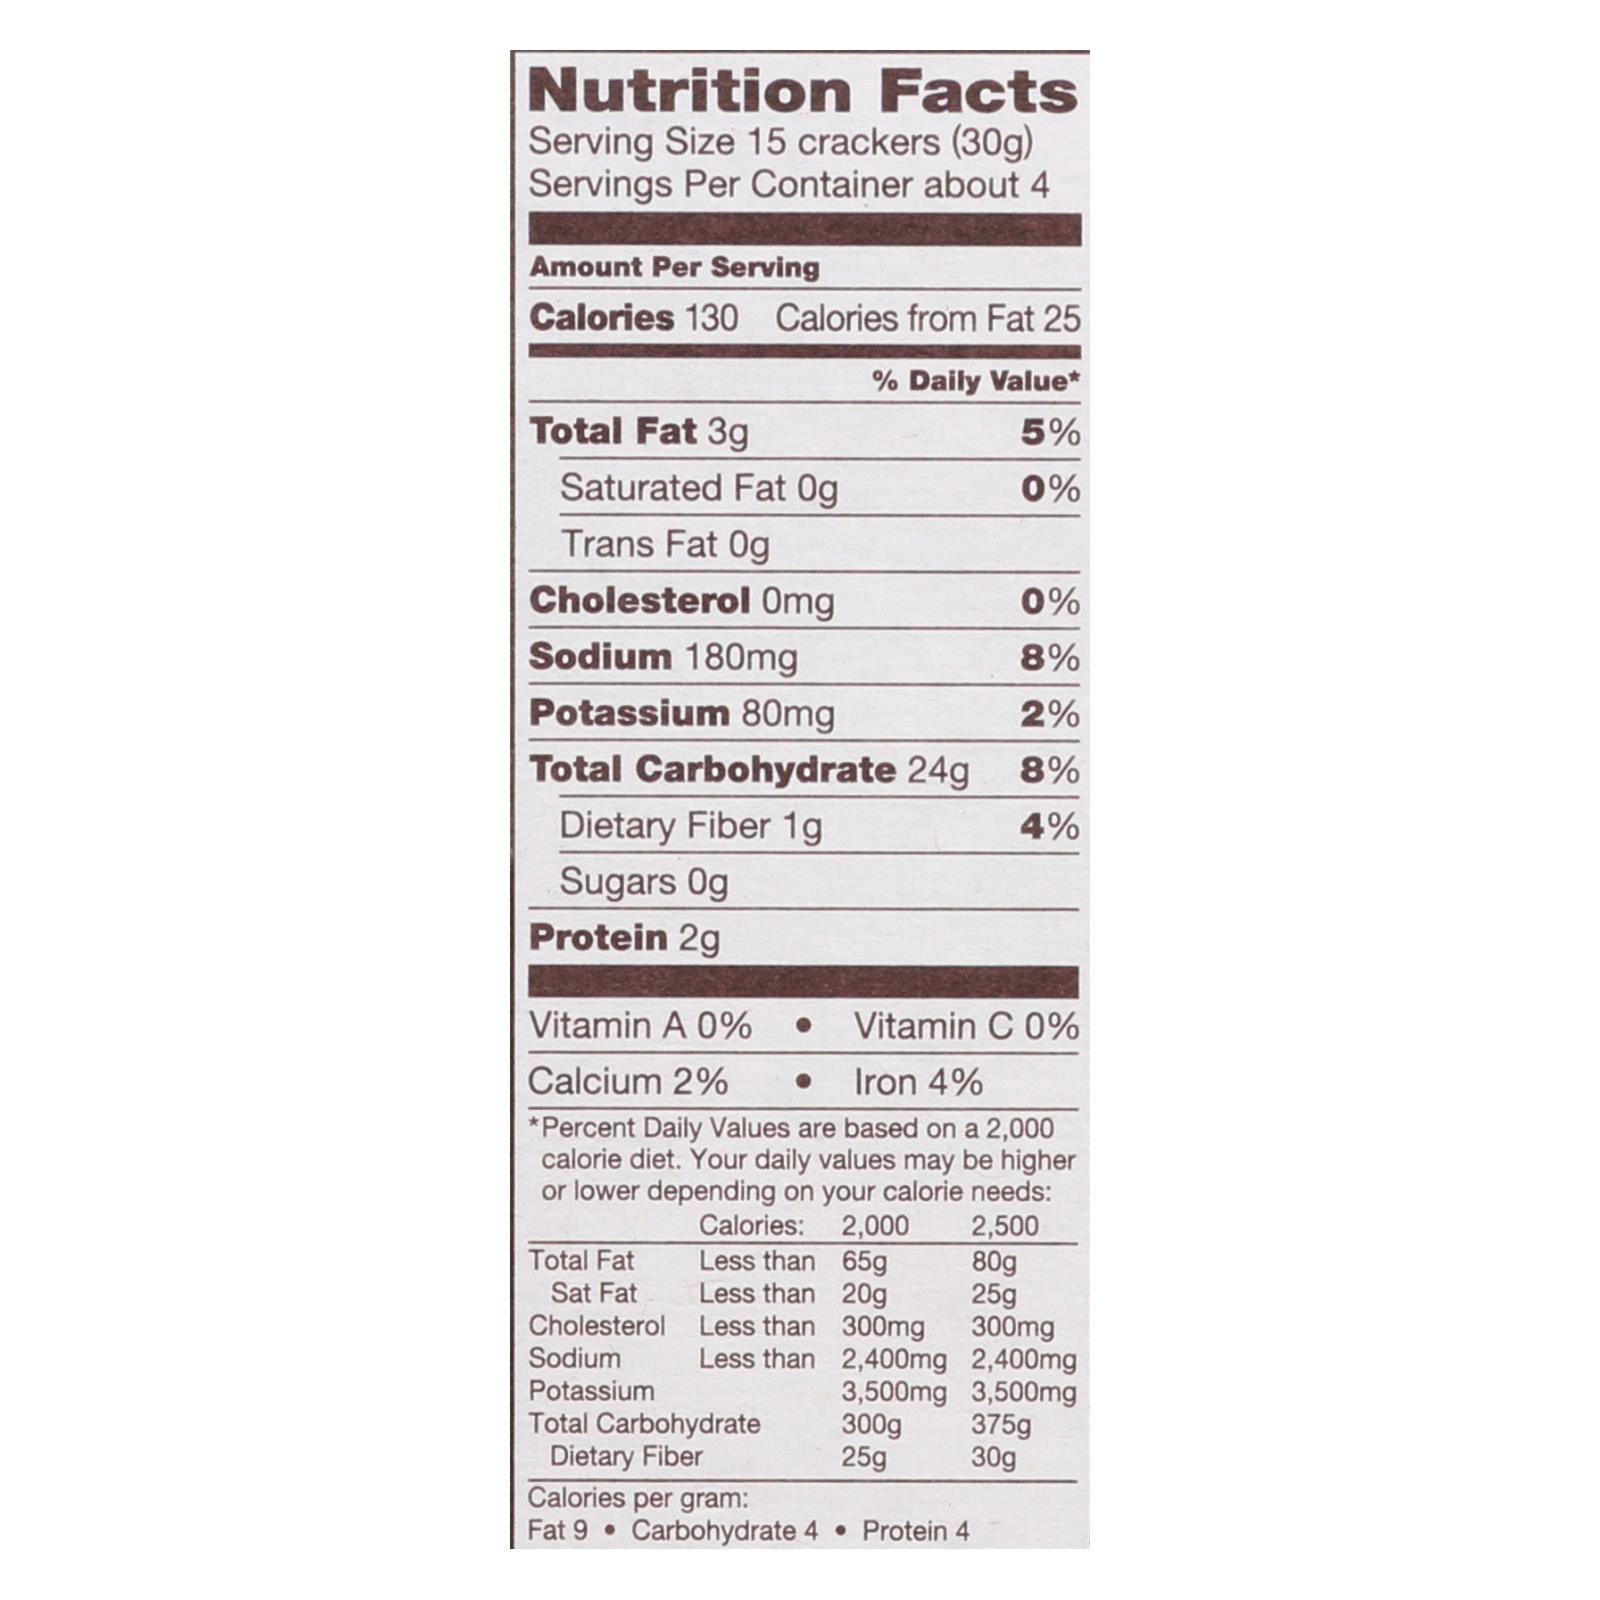 Nutrition Facts
Serving Size 15 crackers (30g)
Servings Per Container about 4
Amount Per Serving
Calories 130 Calories from Fat 25
% Daily Value*
Total Fat 3g 5%
Saturated Fat 0g 0%
Trans Fat 0g
Cholesterol 0mg 0%
Sodium 180mg 8%
Potassium 80mg 2%
Total Carbohydrate 24g 8%
Dietary Fiber 1g 4%
Sugars 0g
Protein 2g
Vitamin A 0% • Vitamin C 0%
Calcium 2% • Iron 4%
*Percent Daily Values are based on a 2,000
calorie diet. Your daily values may be higher
or lower depending on your calorie needs:
Calories: 2,000 2,500
Total Fat Less than 65g 80g
Sat Fat Less than 20g 25g
Cholesterol Less than 300mg 300mg
Sodium Less than 2,400mg 2,400mg
Potassium 3,500mg 3,500mg
Total Carbohydrate 300g 375g
Dietary Fiber 25g 30g
Calories per gram:
Fat 9 • Carbohydrate 4 • Protein 4